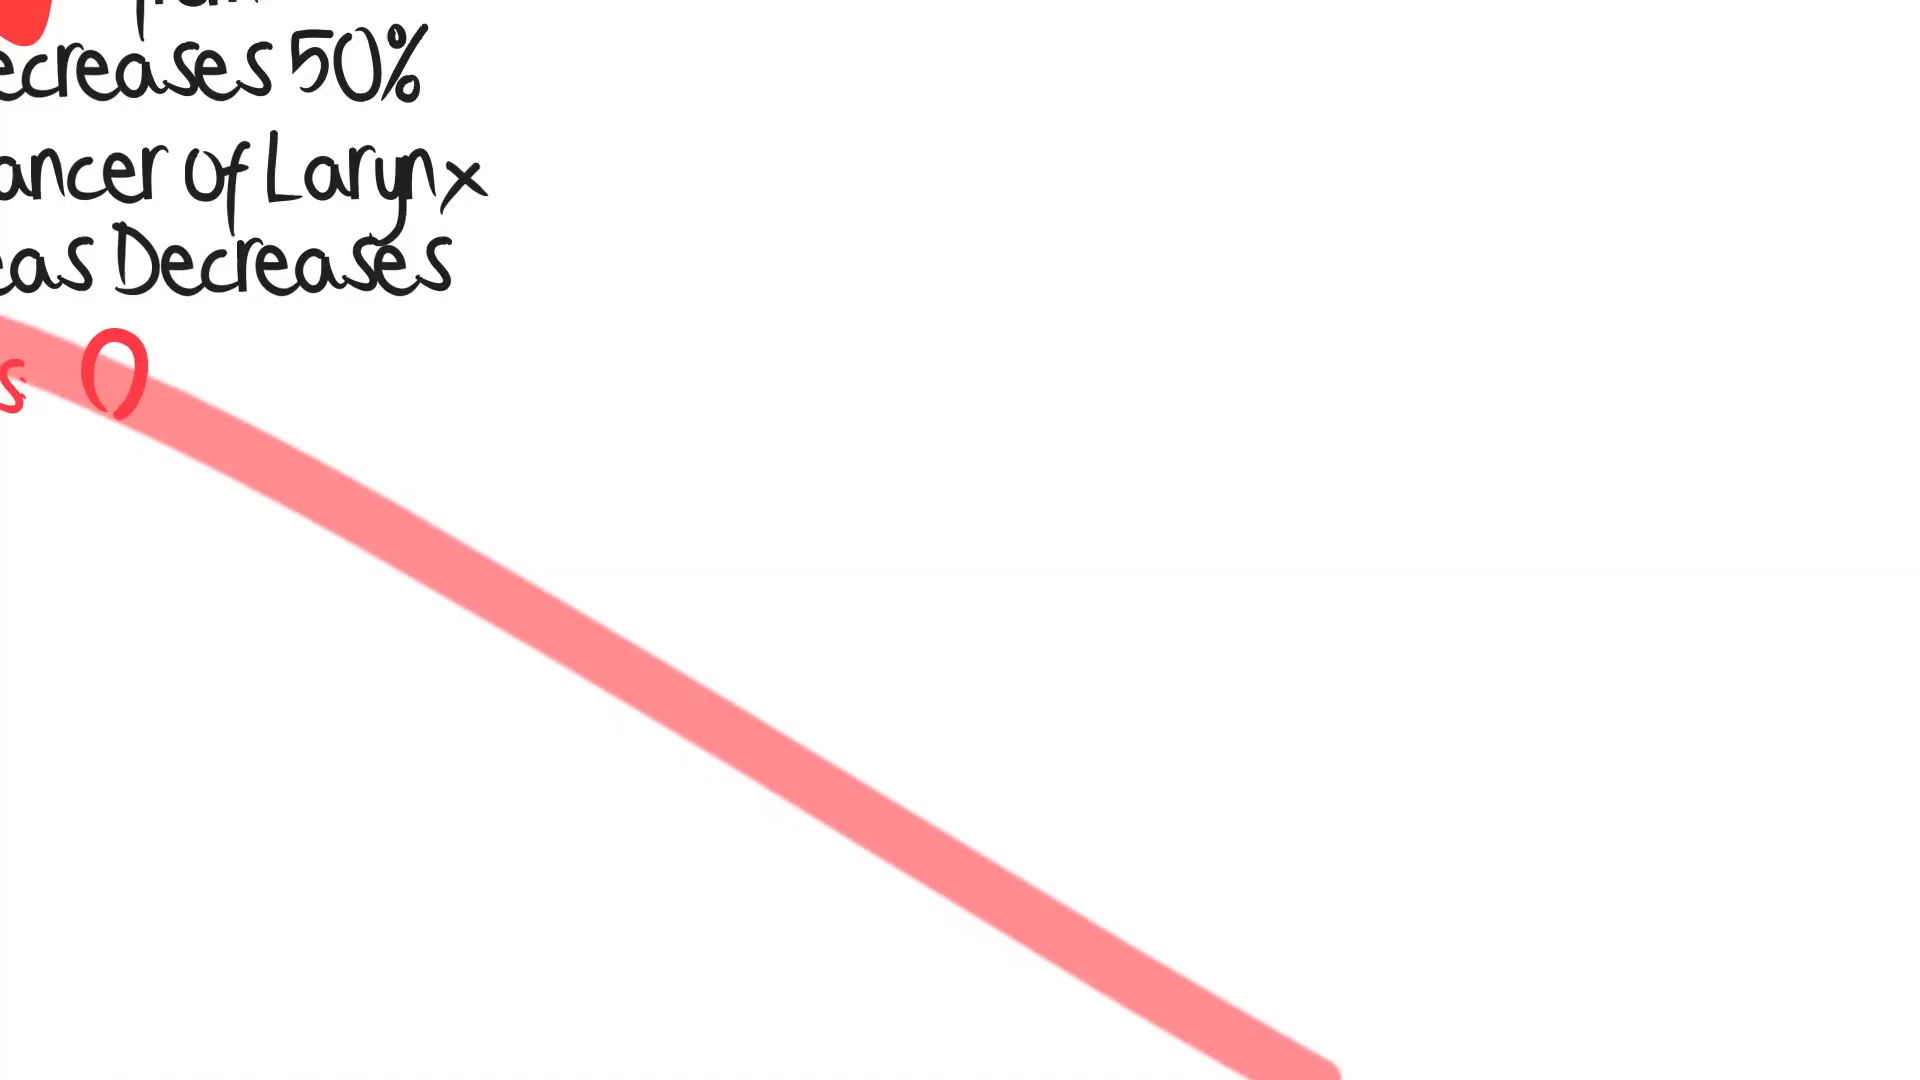 ecreases 50%
ancer of Larynx
eas Decreases
s 0